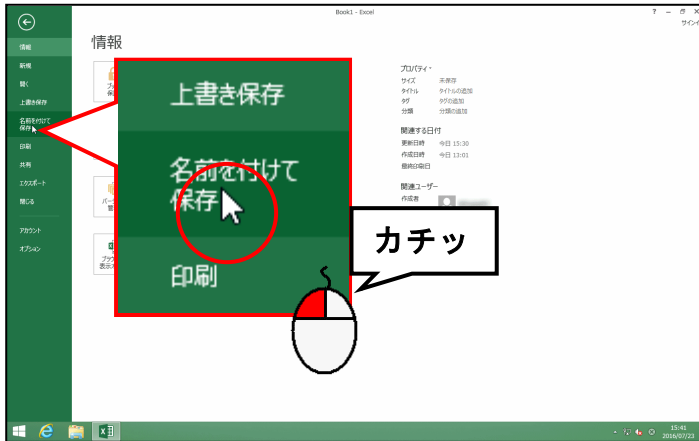 Book1 - Excel
サインイ
情報
新規
開く
上書き保存
名前を付けて
保存
印刷
共有
エクスポート
閉じる
アカウント
オプション
情報
上書き保存
名前を付けて
保存
印刷
カチッ
プロパティ
サイズ 未保存
タイトル タイトルの追加
タグ タグの追加
分類 分類の追加
関連する日付
更新日時 今日 15:30
作成日時 今日 13:01
最終印刷日
関連ユーザー
作成者
15:41
2016/07/23